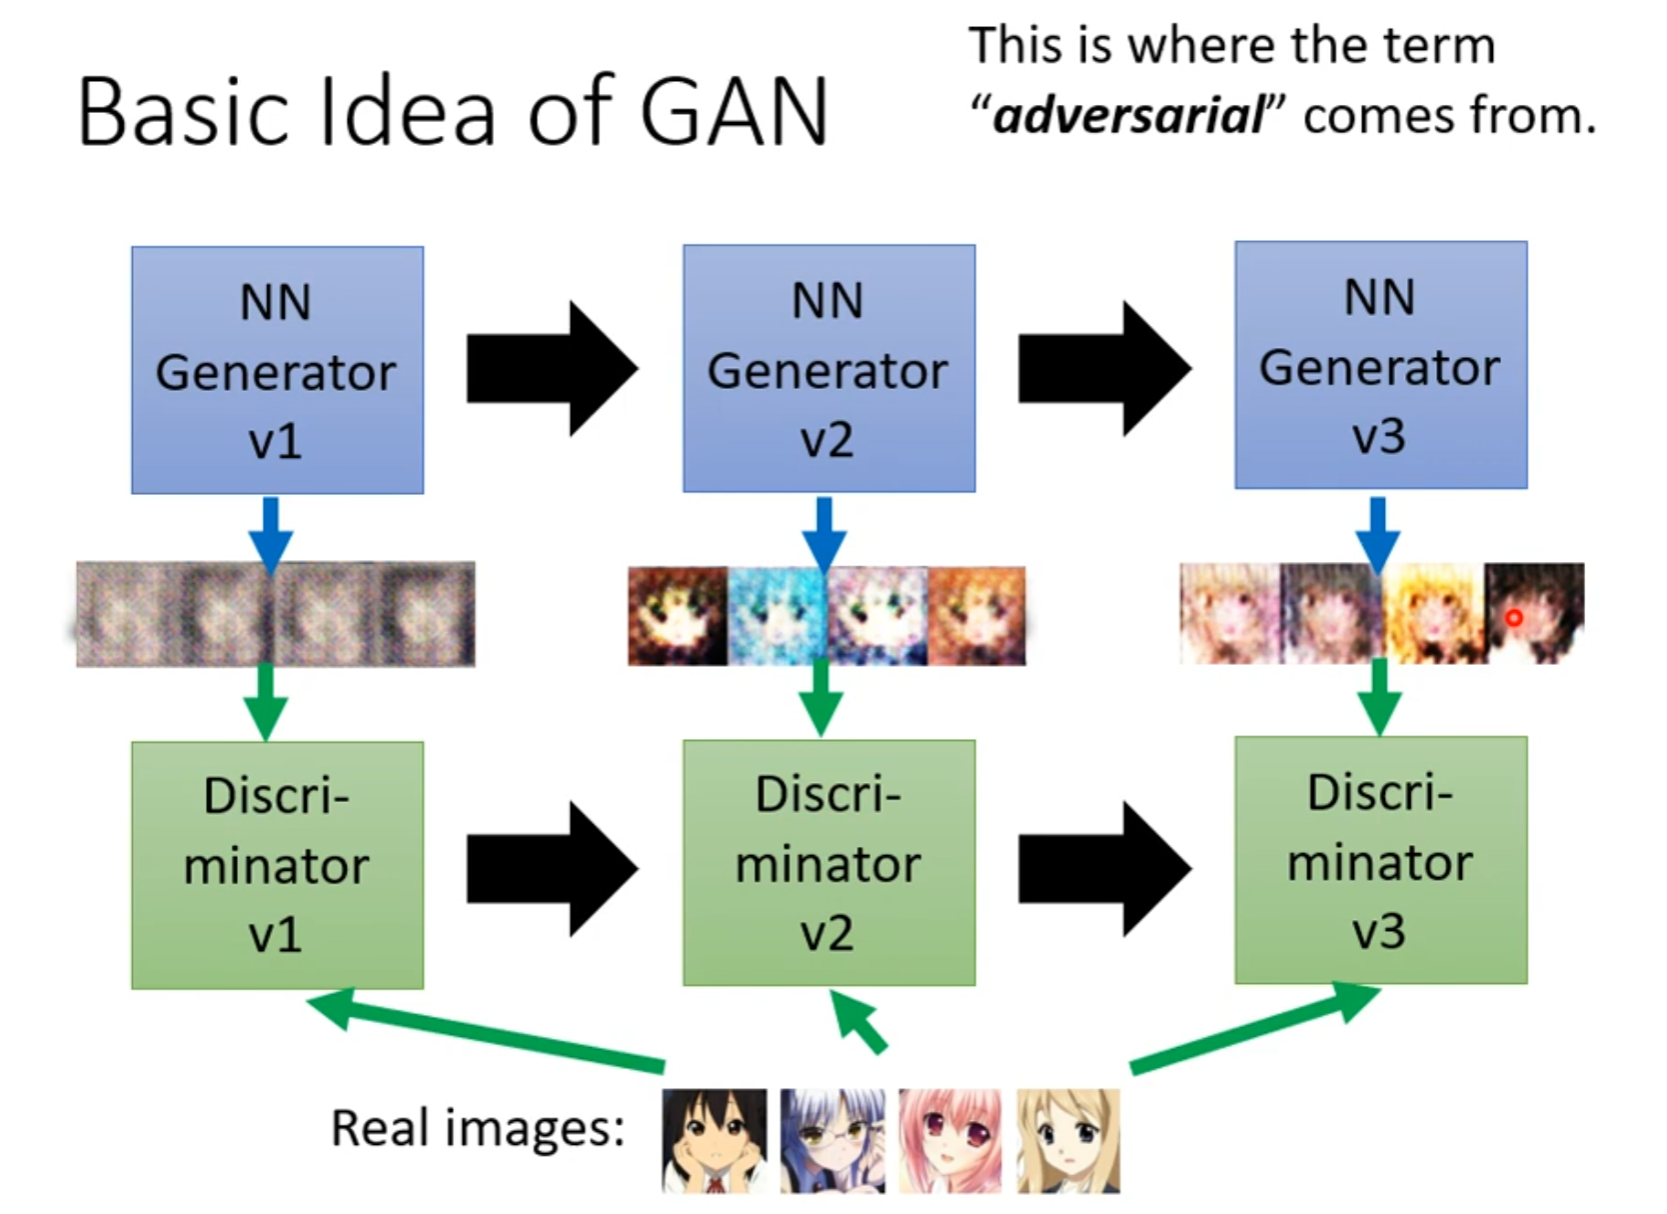 Basic Idea of GAN
This is where the term
“adversarial” comes from.
NN
Generator
v1
NN
Generator
v2
NN
Generator
v3
Discri-
minator
v1
Discri-
minator
v2
Discri-
minator
v3
Real images: